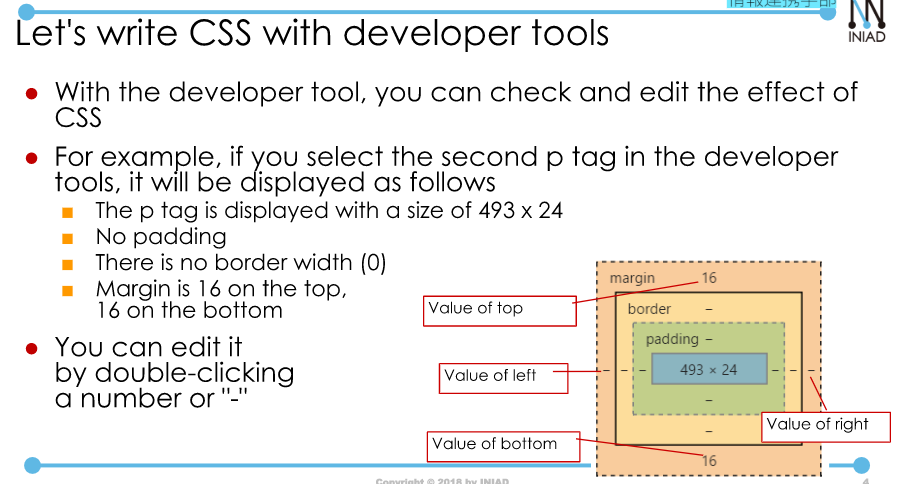 情報連携学部
INIAD
Let's write CSS with developer tools
With the developer tool, you can check and edit the effect of
CSS
For example, if you select the second p tag in the developer
tools, it will be displayed as follows
The p tag is displayed with a size of 493 x 24
No padding
There is no border width (0)
Margin is 16 on the top,
16 on the bottom
You can edit it
by double-clicking
a number or "-"
margin 16
Value of top
border –
padding –
Value of left
– – – 493 × 24 – – –
–
Value of right
–
Value of bottom
16
Copyright © 2018 by INIAD
4